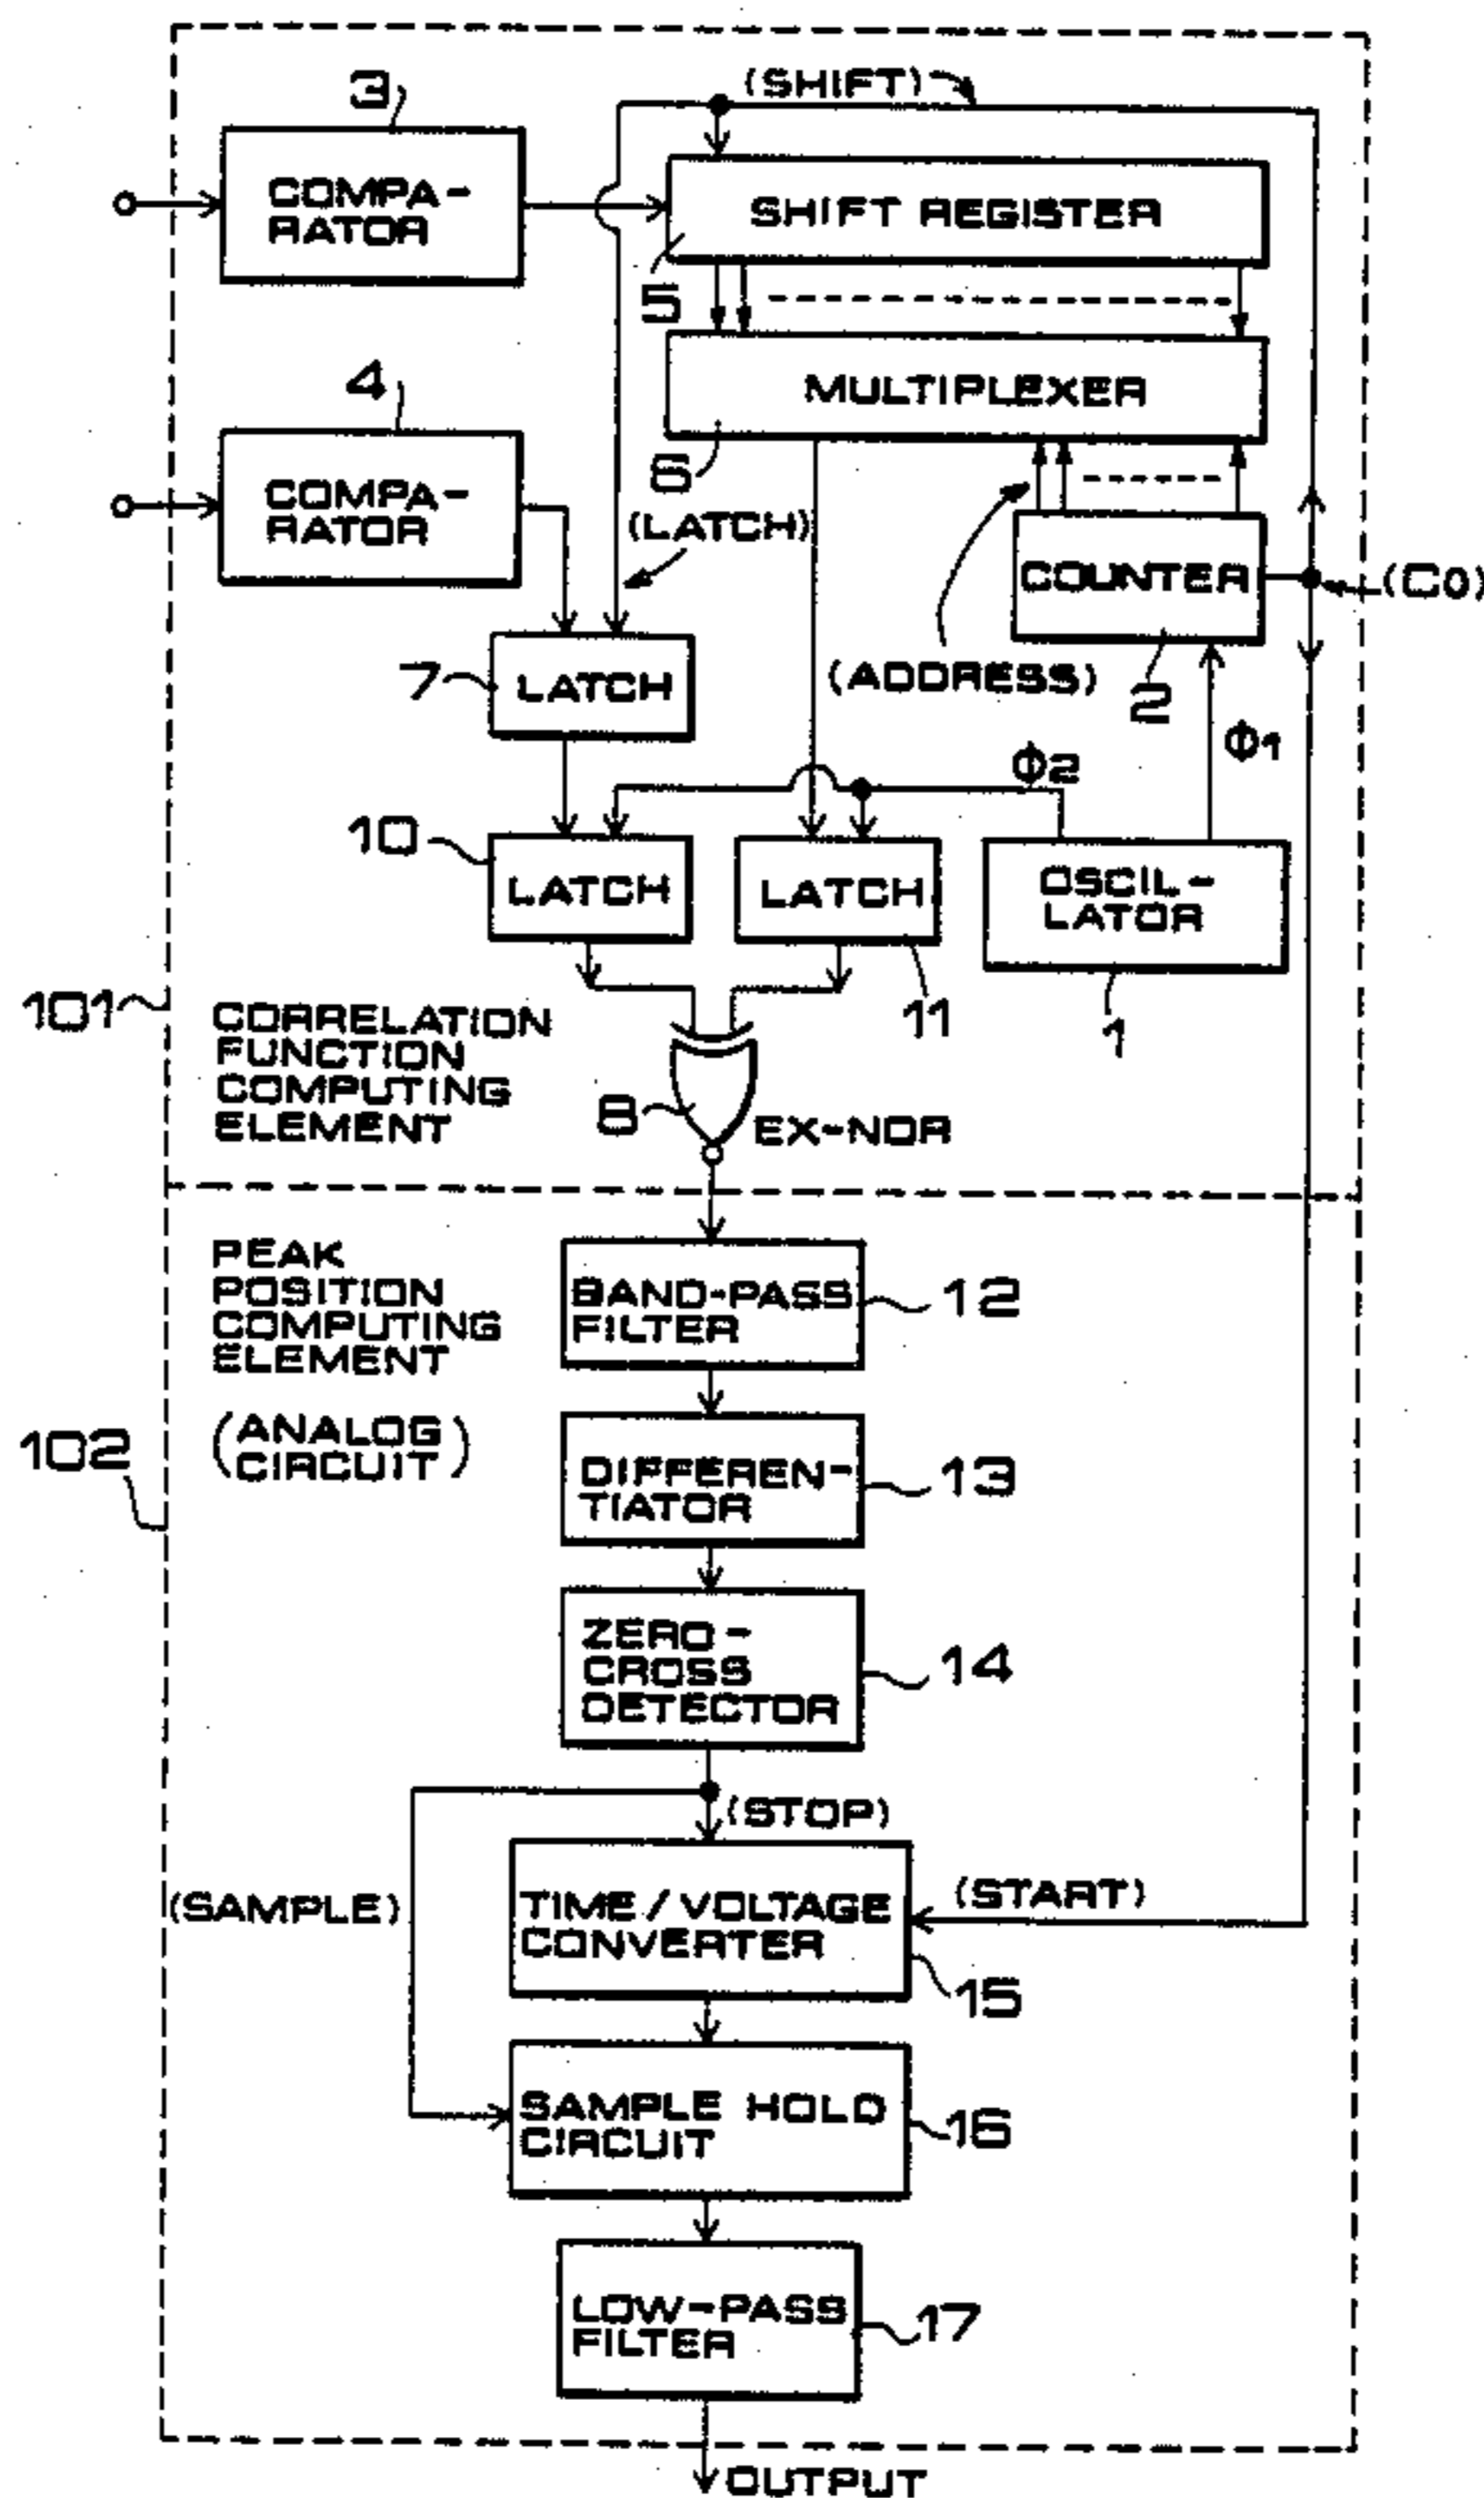 (SHIFT)
3
COMPA-
RATOR
SHIFT REGISTER
5
4
MULTIPLEXER
6
COMPA-
RATOR
(LATCH)
COUNTER
(CO)
7
LATCH
(ADDRESS)
2
Φ1
Φ2
10
LATCH
LATCH
OSCIL-
LATOR
101
CORRELATION
FUNCTION
COMPUTING
ELEMENT
11
1
8
EX-NOR
PEAK
POSITION
COMPUTING
ELEMENT
(ANALOG
CIRCUIT)
BAND-PASS
FILTER
12
102
DIFFEREN-
TIATOR
13
ZERO-
CROSS
DETECTOR
14
(STOP)
(SAMPLE)
TIME/VOLTAGE
CONVERTER
(START)
15
SAMPLE HOLD
CIRCUIT
16
LOW-PASS
FILTER
17
OUTPUT